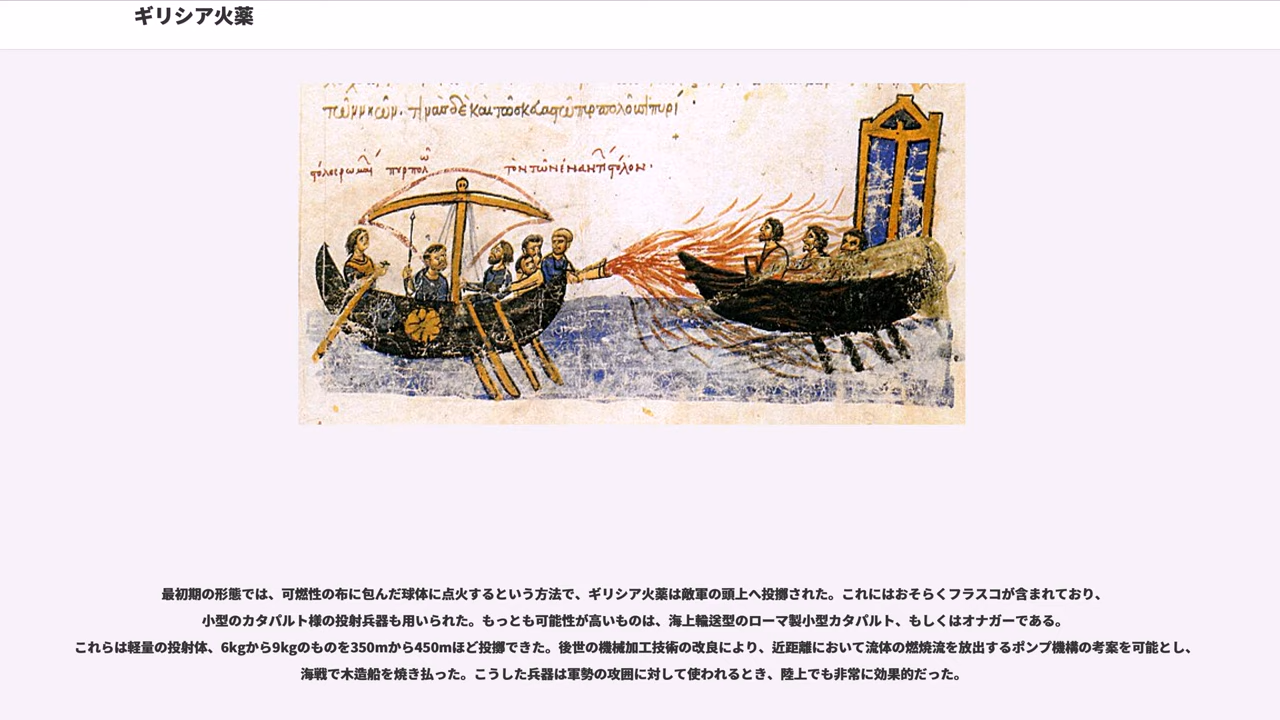 ギリシア火薬
最初期の形態では、可燃性の布に包んだ球体に点火するという方法で、ギリシア火薬は敵軍の頭上へ投擲された。これにはおそらくフラスコが含まれており、
小型のカタパルト様の投射兵器も用いられた。もっとも可能性が高いものは、海上輸送型のローマ製小型カタパルト、もしくはオナガーである。
これらは軽量の投射体、6kgから9kgのものを350mから450mほど投擲できた。後世の機械加工技術の改良により、近距離において流体の燃焼流を放出するポンプ機構の考案を可能とし、
海戦で木造船を焼き払った。こうした兵器は軍勢の攻囲に対して使われるとき、陸上でも非常に効果的だった。